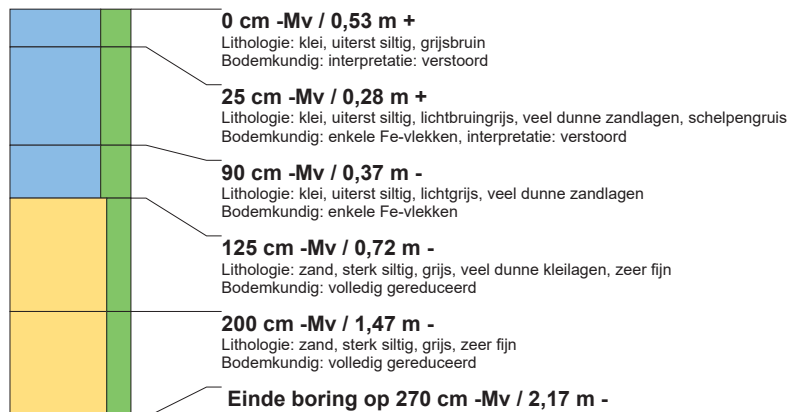 0 cm -Mv / 0,53 m +
Lithologie: klei, uiterst siltig, grijsbruin
Bodemkundig: interpretatie: verstoord
25 cm -Mv / 0,28 m +
Lithologie: klei, uiterst siltig, lichtbruingrijs, veel dunne zandlagen, schelpengruis
Bodemkundig: enkele Fe-vlekken, interpretatie: verstoord
90 cm -Mv / 0,37 m -
Lithologie: klei, uiterst siltig, lichtgrijs, veel dunne zandlagen
Bodemkundig: enkele Fe-vlekken
125 cm -Mv / 0,72 m -
Lithologie: zand, sterk siltig, grijs, veel dunne kleilagen, zeer fijn
Bodemkundig: volledig gereduceerd
200 cm -Mv / 1,47 m -
Lithologie: zand, sterk siltig, grijs, zeer fijn
Bodemkundig: volledig gereduceerd
Einde boring op 270 cm -Mv / 2,17 m -